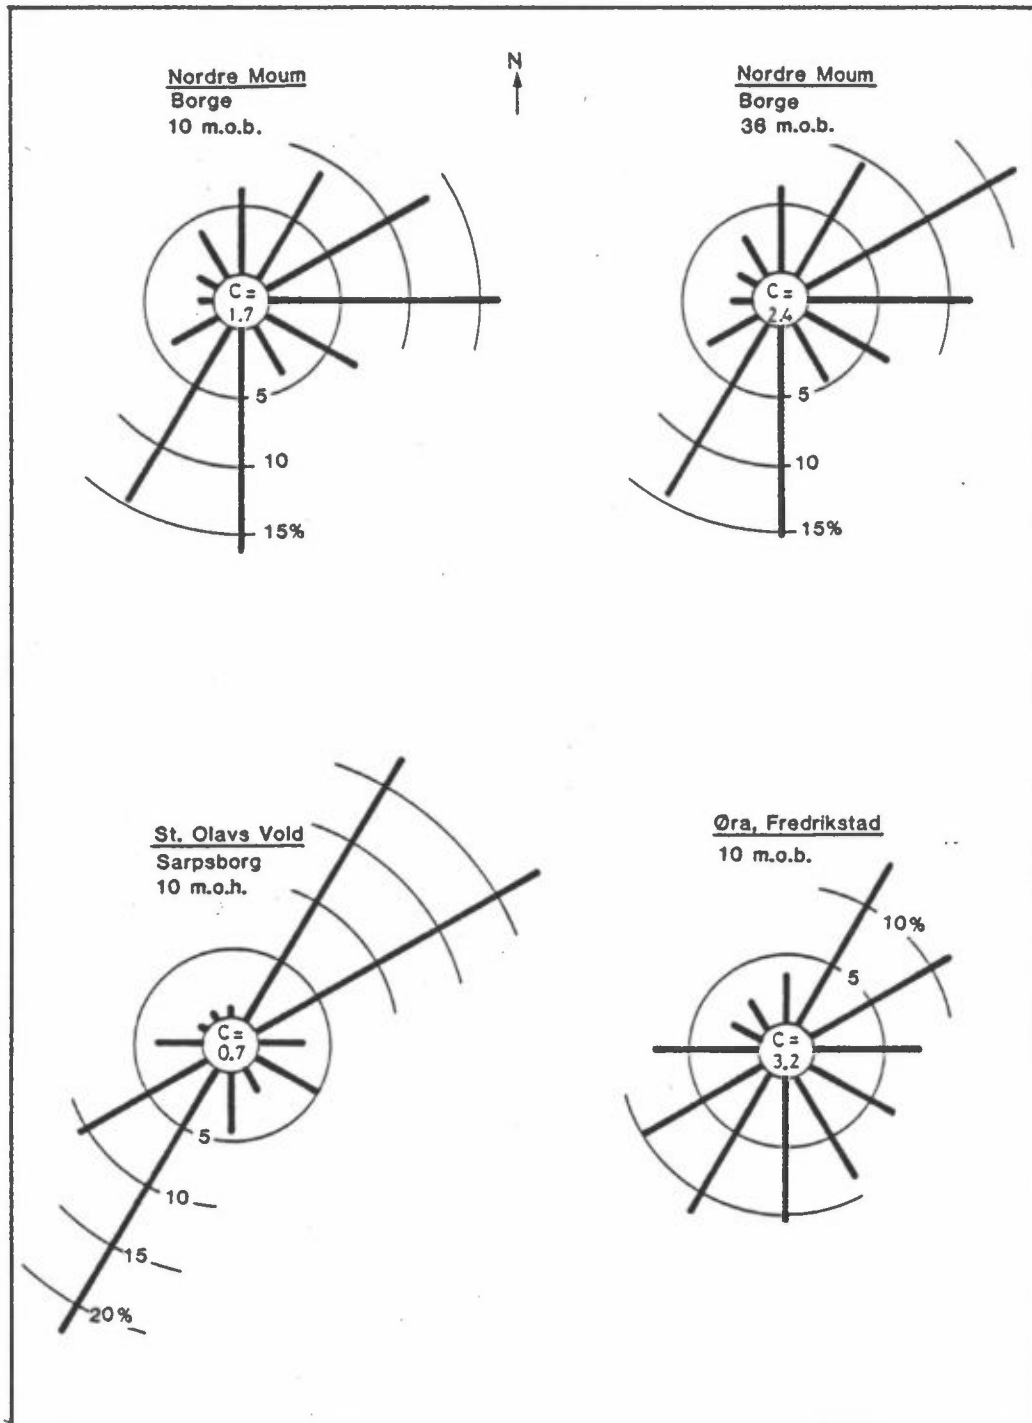 Nordre Moum
Borge
10 m.o.b.
N
Nordre Moum
Borge
36 m.o.b.
C =
1.7
5
10
15%
C =
2.4
5
10
15%
St. Olavs Vold
Sarpsborg
10 m.o.h.
C =
0.7
5
10
15
20%
Øra, Fredrikstad
10 m.o.b.
10%
5
C =
3.2